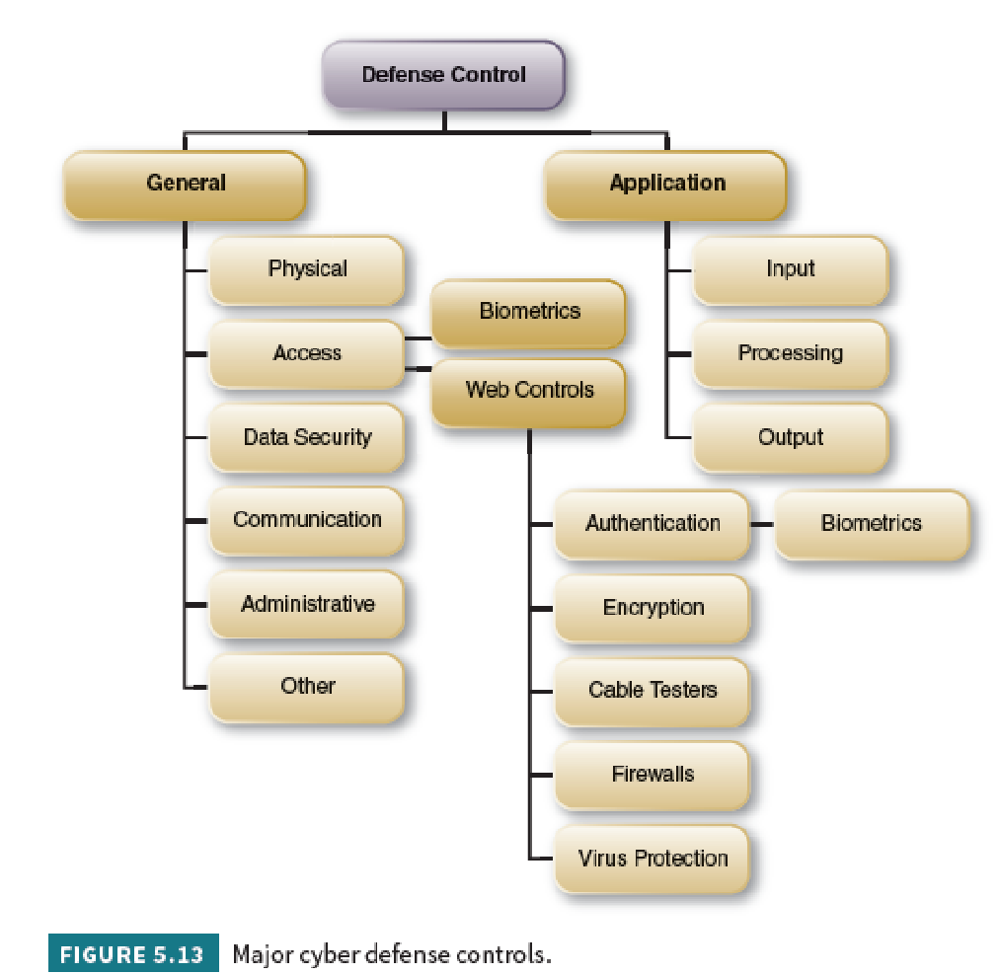 Defense Control
General
Application
Physical
Input
Biometrics
Access
Processing
Web Controls
Data Security
Output
Communication
Authentication
Biometrics
Administrative
Encryption
Other
Cable Testers
Firewalls
Virus Protection
FIGURE 5.13 Major cyber defense controls.